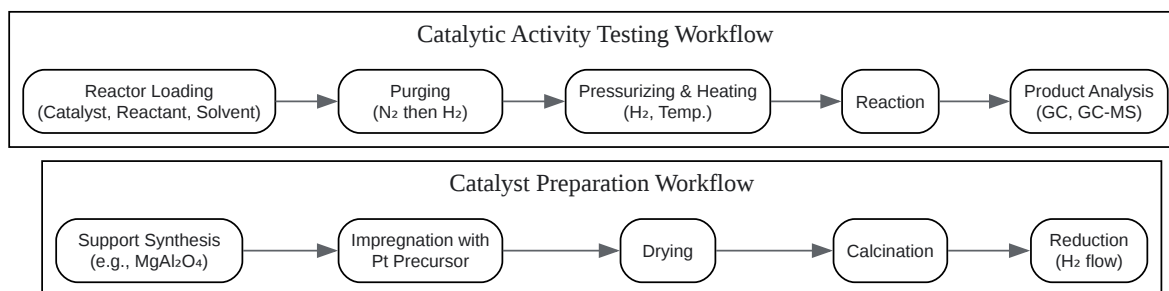 Catalytic Activity Testing Workflow
Reactor Loading
(Catalyst, Reactant, Solvent)
Purging
(N₂ then H₂)
Pressurizing & Heating
(H₂, Temp.)
Reaction
Product Analysis
(GC, GC-MS)
Catalyst Preparation Workflow
Support Synthesis
(e.g., MgAl₂O₄)
Impregnation with
Pt Precursor
Drying
Calcination
Reduction
(H₂ flow)